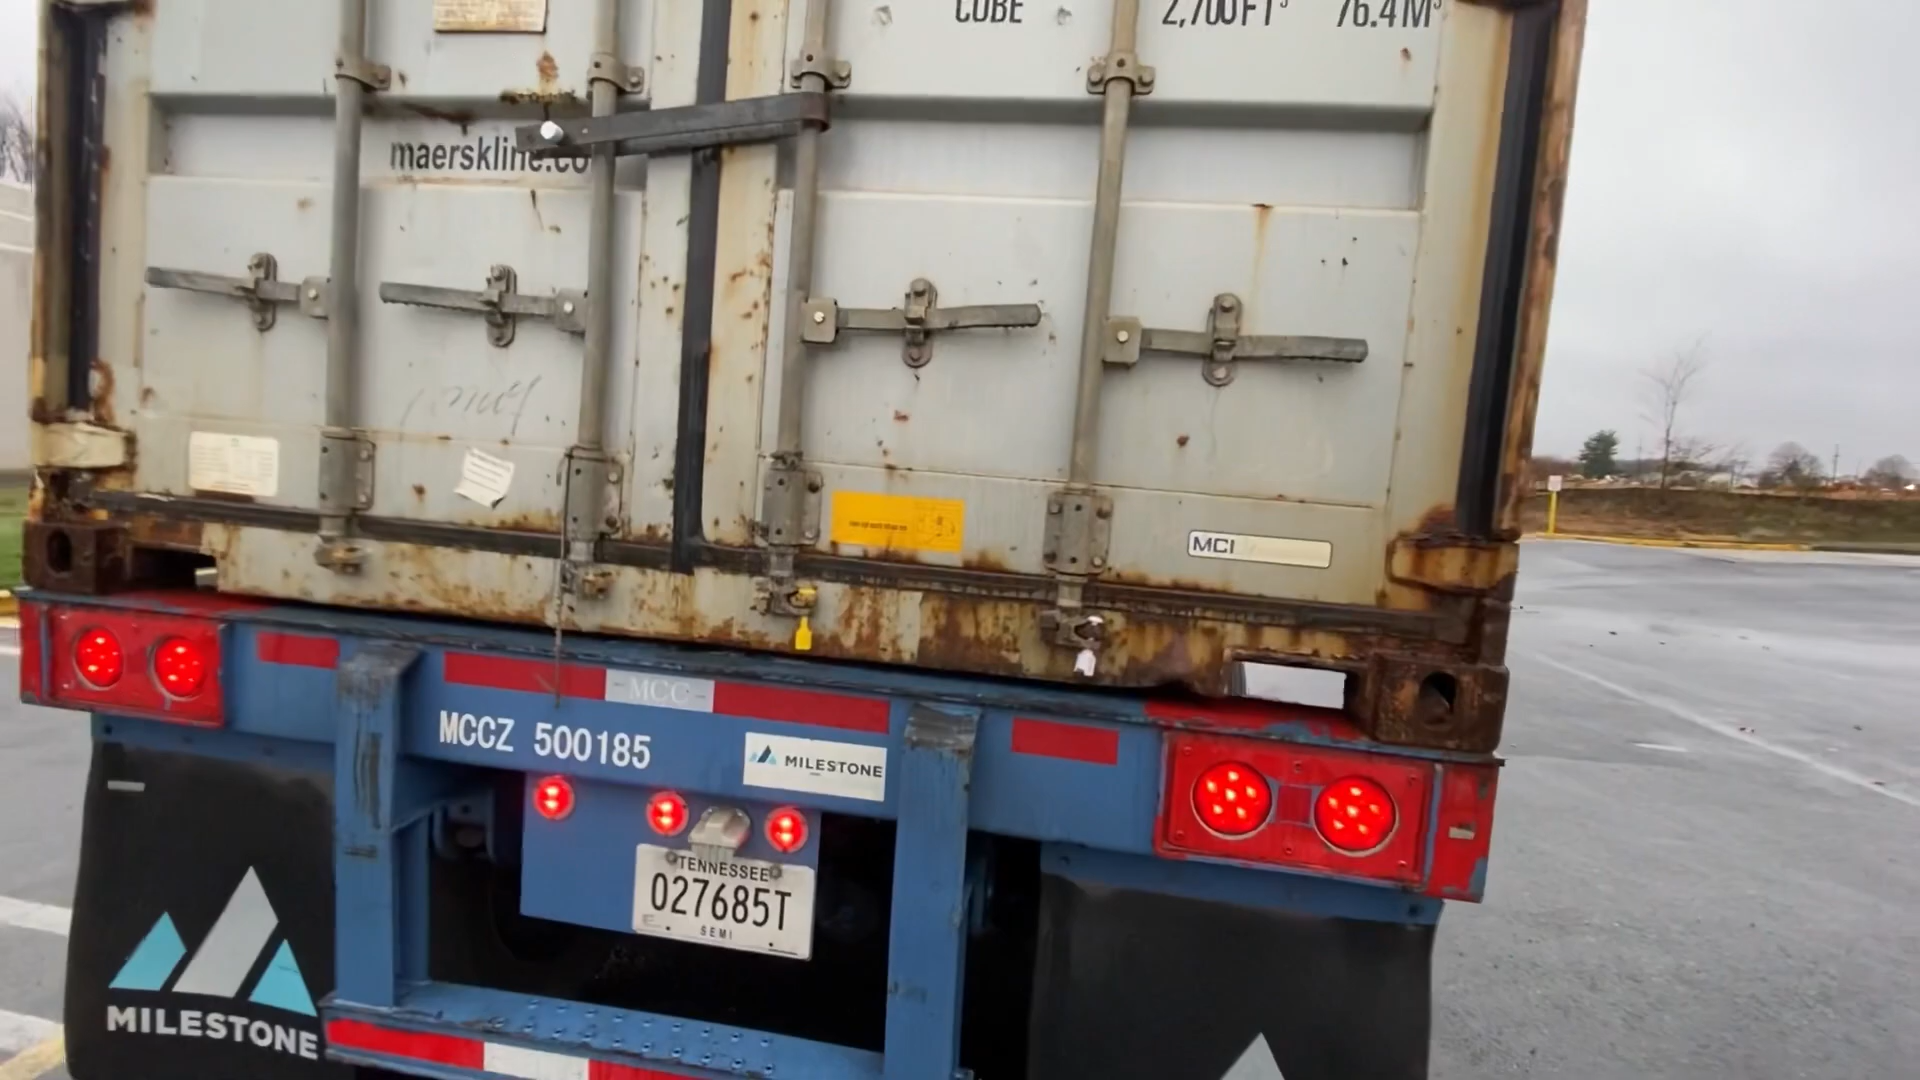 CUBE 2,700 FT³ 76.4 M³
maerskline.co
MCI
MCC
MCCZ 500185
MILESTONE
TENNESSEE
027685T
SEMI
MILESTONE